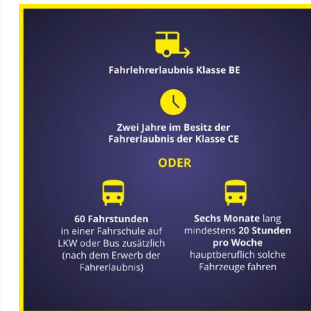 Fahrlehrerlaubnis Klasse BE
Zwei Jahre im Besitz der
Fahrerlaubnis der Klasse CE
ODER
60 Fahrstunden
in einer Fahrschule auf
LKW oder Bus zusätzlich
(nach dem Erwerb der
Fahrerlaubnis)
Sechs Monate lang
mindestens 20 Stunden
pro Woche
hauptberuflich solche
Fahrzeuge fahren